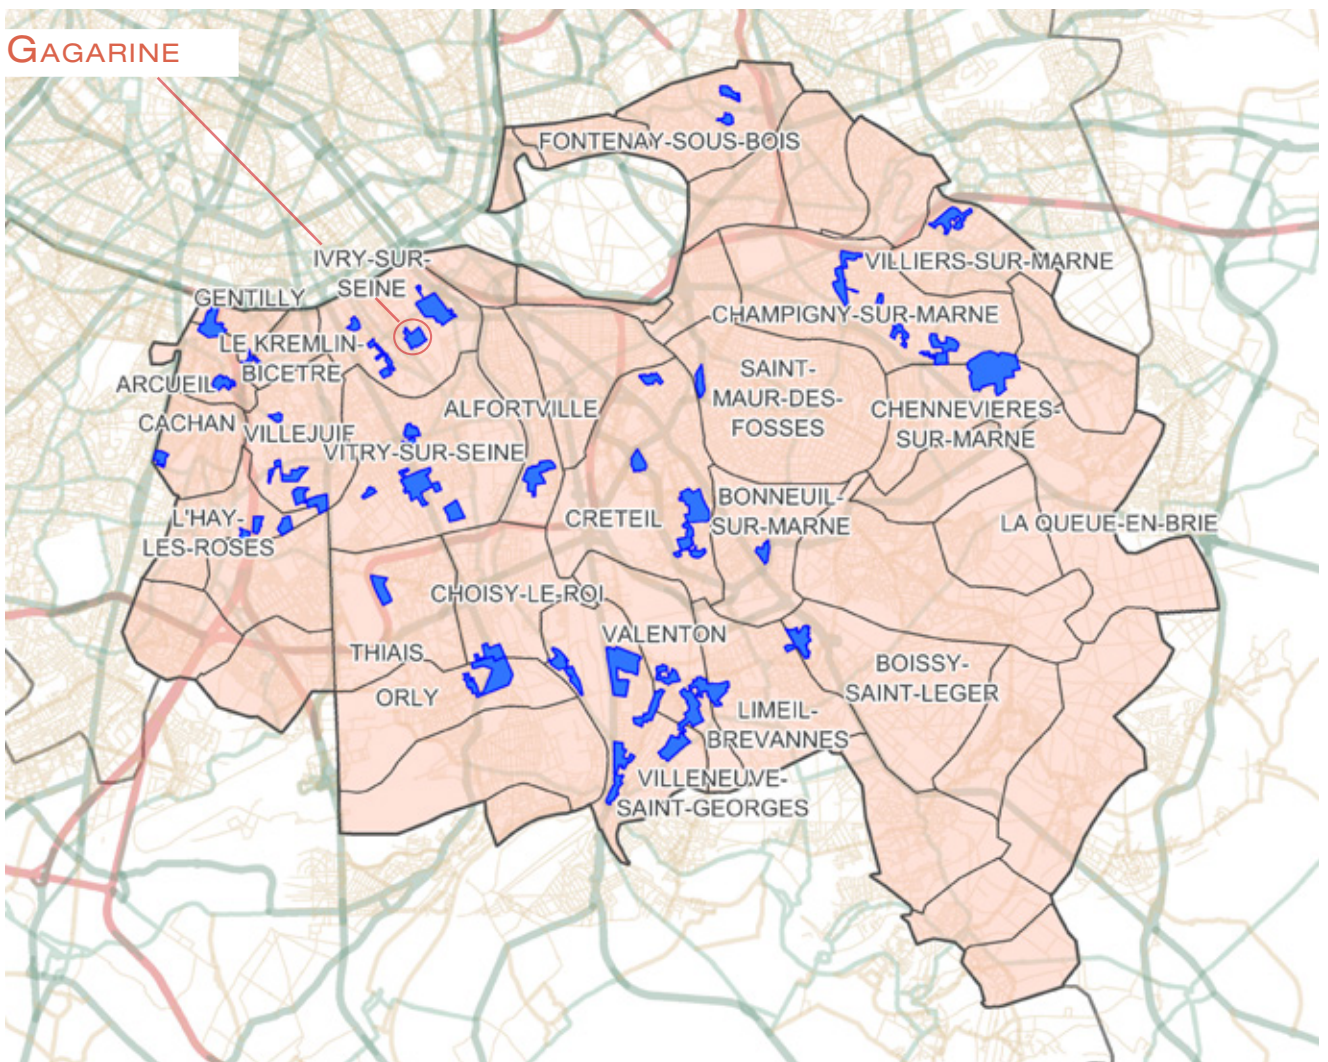 GAGARINE
FONTENAY-SOUS-BOIS
IVRY-SUR-
SEINE
VILLIERS-SUR-MARNE
GENTILLY
CHAMPIGNY-SUR-MARNE
LE KREMLIN-
BICETRE
ARCUEIL
SAINT-
MAUR-DES-
FOSSES
CACHAN
ALFORTVILLE
CHENNEVIERES-
SUR-MARNE
VILLEJUIF
VITRY-SUR-SEINE
L'HAY-
LES-ROSES
CRETEIL
BONNEUIL-
SUR-MARNE
LA QUEUE-EN-BRIE
CHOISY-LE-ROI
VALENTON
THIAIS
ORLY
BOISSY-
SAINT-LEGER
LIMEIL-
BREVANNES
VILLENEUVE-
SAINT-GEORGES